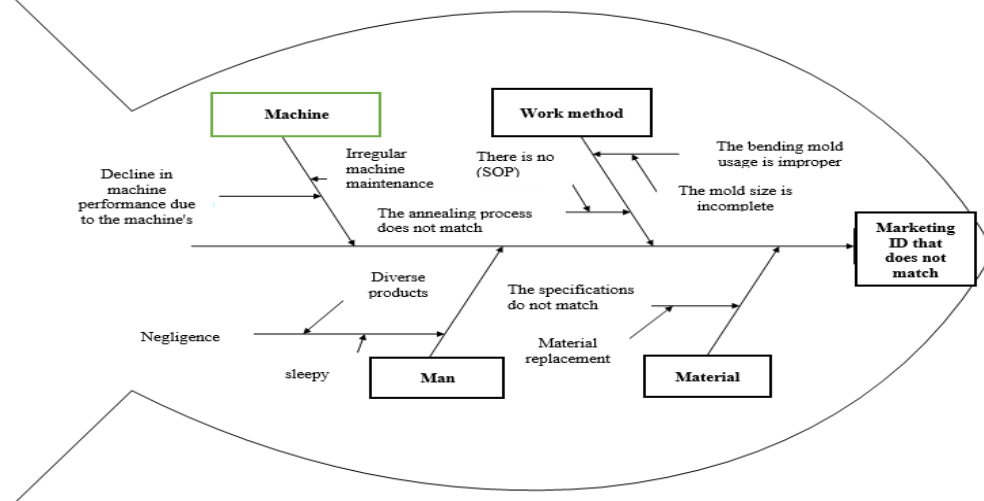 Machine
Work method
Irregular
machine
maintenance
Decline in
machine
performance due
to the machine's
There is no
(SOP)
The bending mold
usage is improper
The mold size is
incomplete
The annealing process
does not match
Marketing
ID that
does not
match
Diverse
products
Negligence
sleepy
Man
The specifications
do not match
Material
replacement
Material